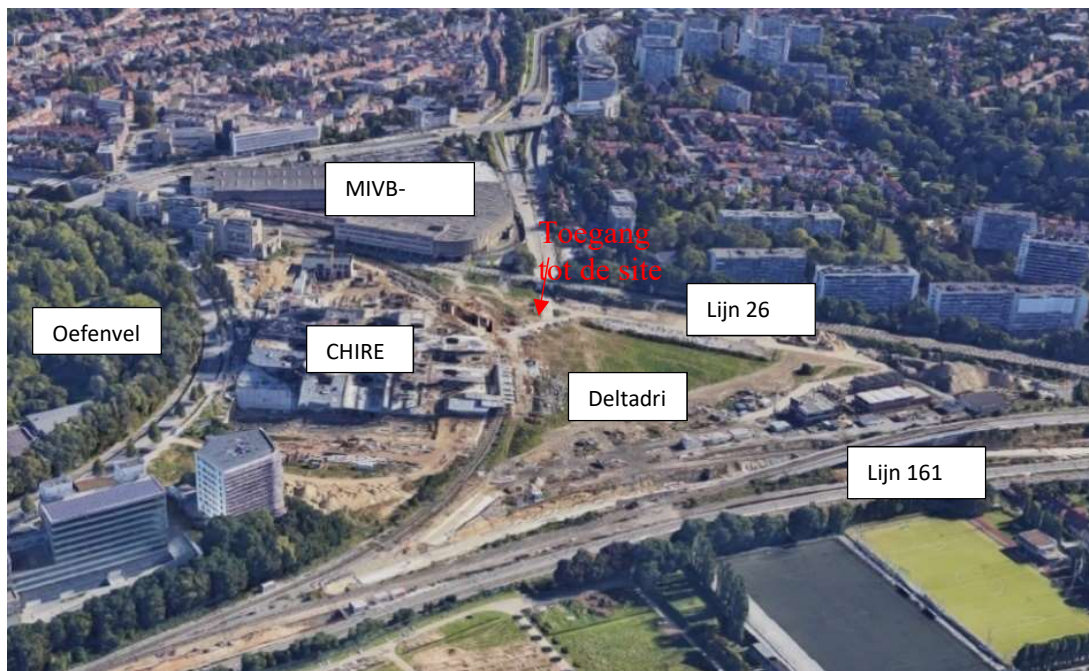 MIVB-
Toegang
tot de site
Oefenvel
Lijn 26
CHIRE
Deltadri
Lijn 161